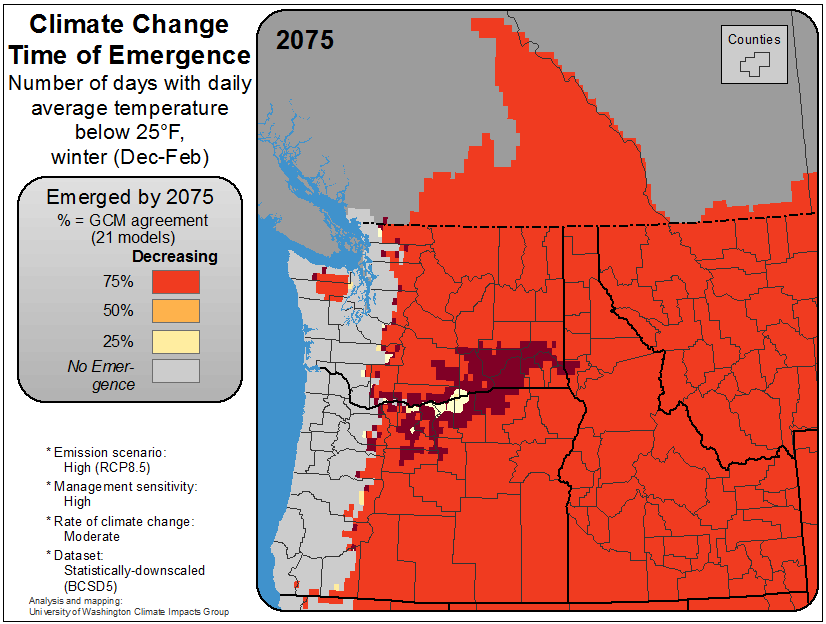 Climate Change
Time of Emergence
Number of days with daily
average temperature
below 25°F,
winter (Dec-Feb)
Emerged by 2075
% = GCM agreement
(21 models)
Decreasing
75%
50%
25%
No Emer-
gence
* Emission scenario:
High (RCP8.5)
* Management sensitivity:
High
* Rate of climate change:
Moderate
* Dataset:
Statistically-downscaled
(BCSD5)
Analysis and mapping:
University of Washington Climate Impacts Group
2075
Counties